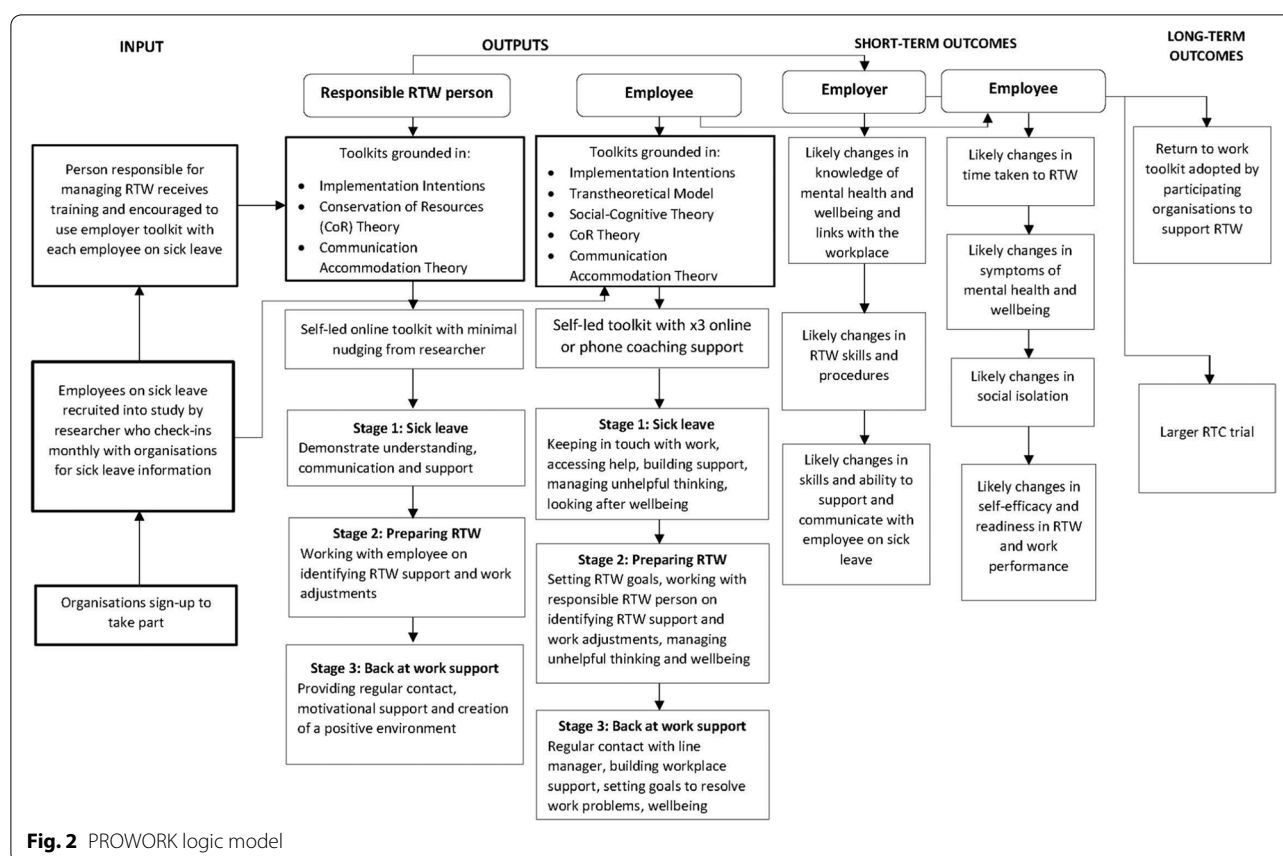 INPUT
OUTPUTS
SHORT-TERM OUTCOMES
LONG-TERM
OUTCOMES
Responsible RTW person
Employee
Employer
Employee
Person responsible for
managing RTW receives
training and encouraged to
use employer toolkit with
each employee on sick leave
Employees on sick leave
recruited into study by
researcher who check-ins
monthly with organisations
for sick leave information
Organisations sign-up to
take part
Toolkits grounded in:
• Implementation Intentions
• Conservation of Resources
(CoR) Theory
• Communication
Accommodation Theory
Self-led online toolkit with minimal
nudging from researcher
Stage 1: Sick leave
Demonstrate understanding,
communication and support
Stage 2: Preparing RTW
Working with employee on
identifying RTW support and work
adjustments
Stage 3: Back at work support
Providing regular contact,
motivational support and creation
of a positive environment
Toolkits grounded in:
• Implementation Intentions
• Transtheoretical Model
• Social-Cognitive Theory
• CoR Theory
• Communication
Accommodation Theory
Self-led toolkit with x3 online
or phone coaching support
Stage 1: Sick leave
Keeping in touch with work,
accessing help, building support,
managing unhelpful thinking,
looking after wellbeing
Stage 2: Preparing RTW
Setting RTW goals, working with
responsible RTW person on
identifying RTW support and
work adjustments, managing
unhelpful thinking and wellbeing
Stage 3: Back at work support
Regular contact with line
manager, building workplace
support, setting goals to resolve
work problems, wellbeing
Likely changes in
knowledge of
mental health and
wellbeing and
links with the
workplace
Likely changes in
RTW skills and
procedures
Likely changes in
skills and ability to
support and
communicate with
employee on sick
leave
Likely changes in
time taken to RTW
Likely changes in
symptoms of
mental health and
wellbeing
Likely changes in
social isolation
Likely changes in
self-efficacy and
readiness in RTW
and work
performance
Return to work
toolkit adopted by
participating
organisations to
support RTW
Larger RTC trial
Fig. 2 PROWORK logic model